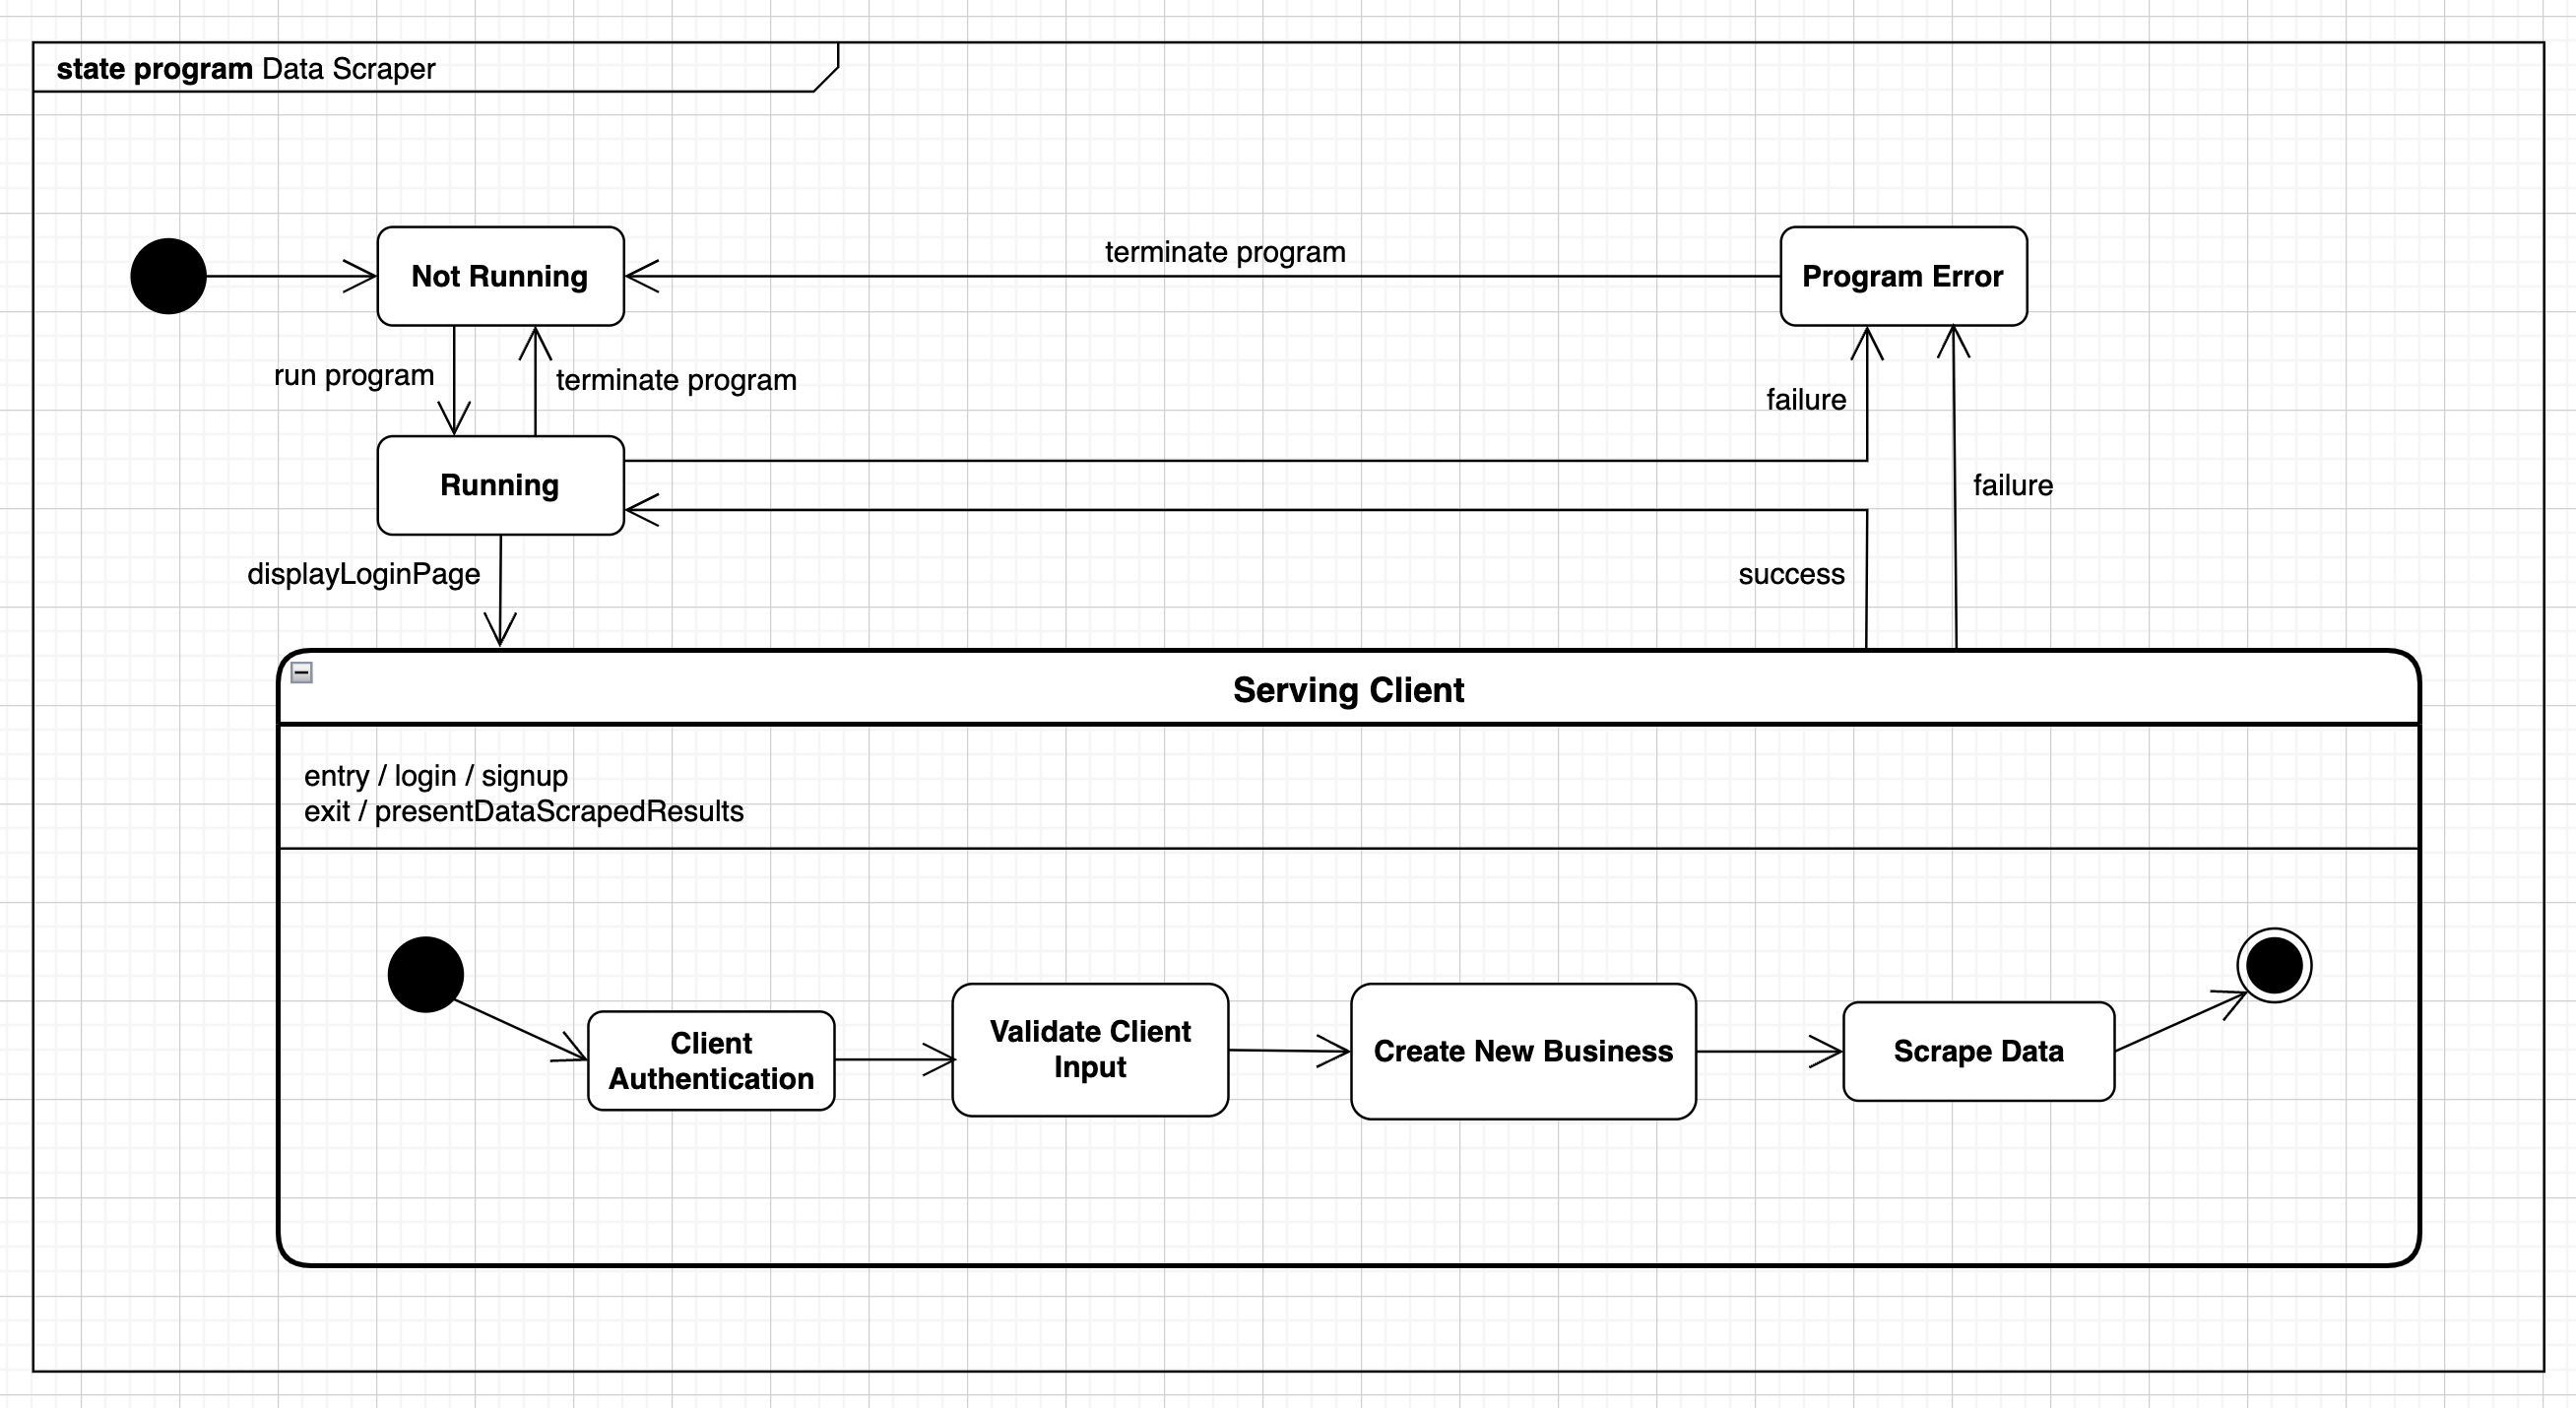 state program Data Scraper
Not Running
terminate program
Program Error
run program
terminate program
failure
Running
failure
displayLoginPage
success
Serving Client
entry / login / signup
exit / presentDataScrapedResults
Client
Authentication
Validate Client
Input
Create New Business
Scrape Data